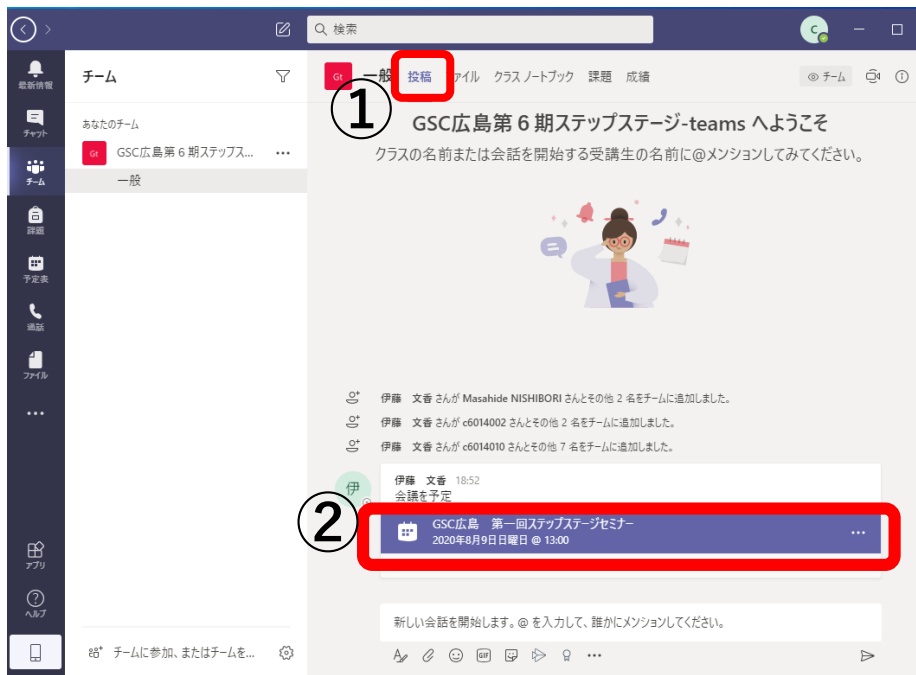 検索
C
最新情報
チャット
チーム
課題
予定表
通話
ファイル
アプリ
ヘルプ
チーム
あなたのチーム
Gt GSC広島第６期ステップス... ...
一般
チームに参加、またはチームを...
Gt 一般 投稿 ァイル クラス ノートブック 課題 成績
チーム
①
GSC広島第６期ステップステージ-teams へようこそ
クラスの名前または会話を開始する受講生の名前に@メンションしてみてください。
伊藤 文香 さんが Masahide NISHIBORI さんとその他 2 名をチームに追加しました。
伊藤 文香 さんが c6014002 さんとその他 2 名をチームに追加しました。
伊藤 文香 さんが c6014010 さんとその他 7 名をチームに追加しました。
伊
伊藤 文香 18:52
会議を予定
②
GSC広島 第一回ステップステージセミナー
2020年8月9日日曜日 @ 13:00
新しい会話を開始します。@ を入力して、誰かにメンションしてください。
GIF